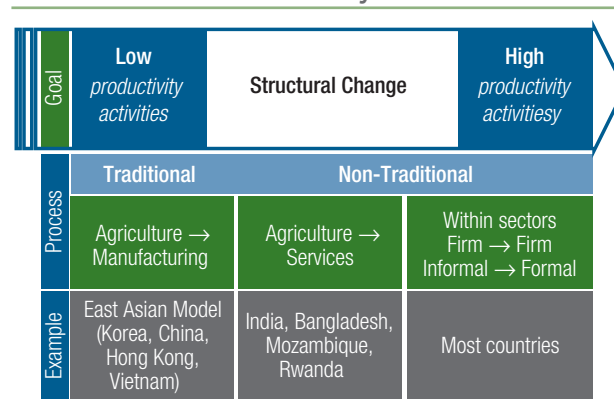 Goal
Low
productivity
activities
Structural Change
High
productivity
activitiesy
Process
Traditional
Non-Traditional
Agriculture →
Manufacturing
Agriculture →
Services
Within sectors
Firm → Firm
Informal → Formal
Example
East Asian Model
(Korea, China,
Hong Kong,
Vietnam)
India, Bangladesh,
Mozambique,
Rwanda
Most countries